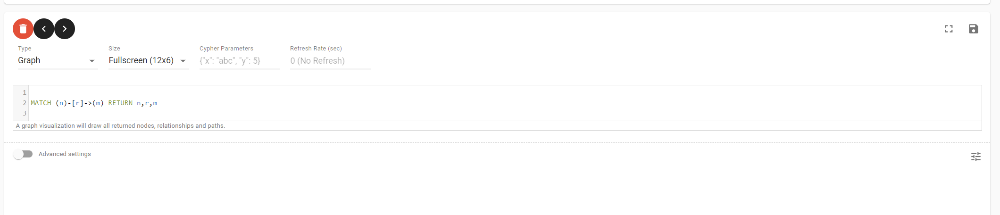 Type
Size
Cypher Parameters
Refresh Rate (sec)
Graph
Fullscreen (12x6)
{"x": "abc", "y": 5}
0 (No Refresh)
1
2 MATCH (n)-[r]->(m) RETURN n,r,m
3
A graph visualization will draw all returned nodes, relationships and paths.
Advanced settings